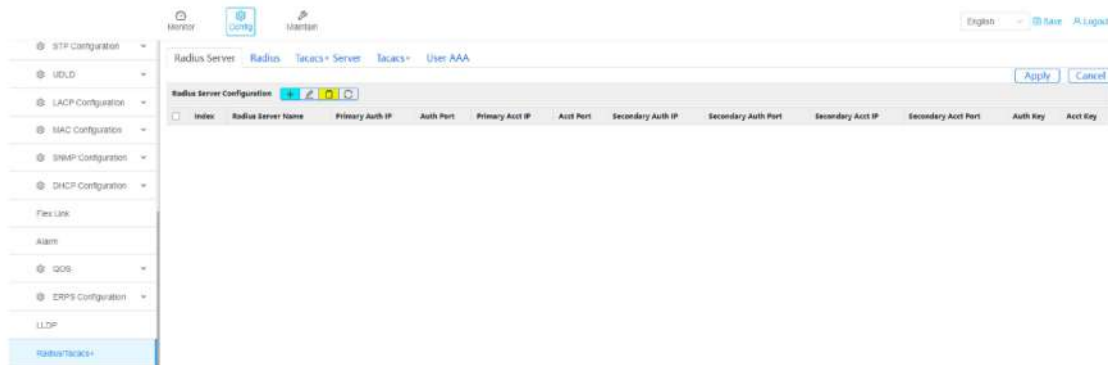 Monitor
Config
Maintain
English
Save
Logout
STP Configuration
UDLD
LACP Configuration
MAC Configuration
SNMP Configuration
DHCP Configuration
Flex Link
Alarm
QOS
ERPS Configuration
LLDP
Radius/Tacacs+
Radius Server Radius Tacacs+ Server Tacacs+ User AAA
Apply Cancel
Radius Server Configuration
Index Radius Server Name Primary Auth IP Auth Port Primary Acct IP Acct Port Secondary Auth IP Secondary Auth Port Secondary Acct IP Secondary Acct Port Auth Key Acct Key